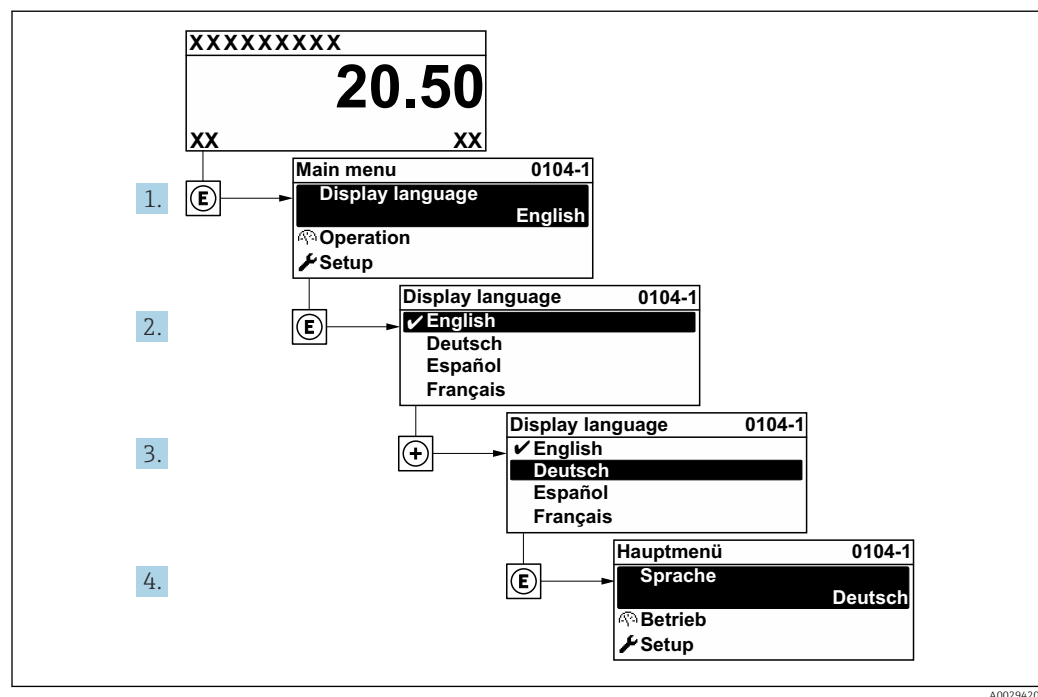 XXXXXXXXX
20.50
XX XX
1. E
Main menu 0104-1
Display language
English
Operation
Setup
2. E
Display language 0104-1
✔ English
Deutsch
Español
Français
3. +
Display language 0104-1
✔ English
Deutsch
Español
Français
4. E
Hauptmenü 0104-1
Sprache
Deutsch
Betrieb
Setup
A0029420